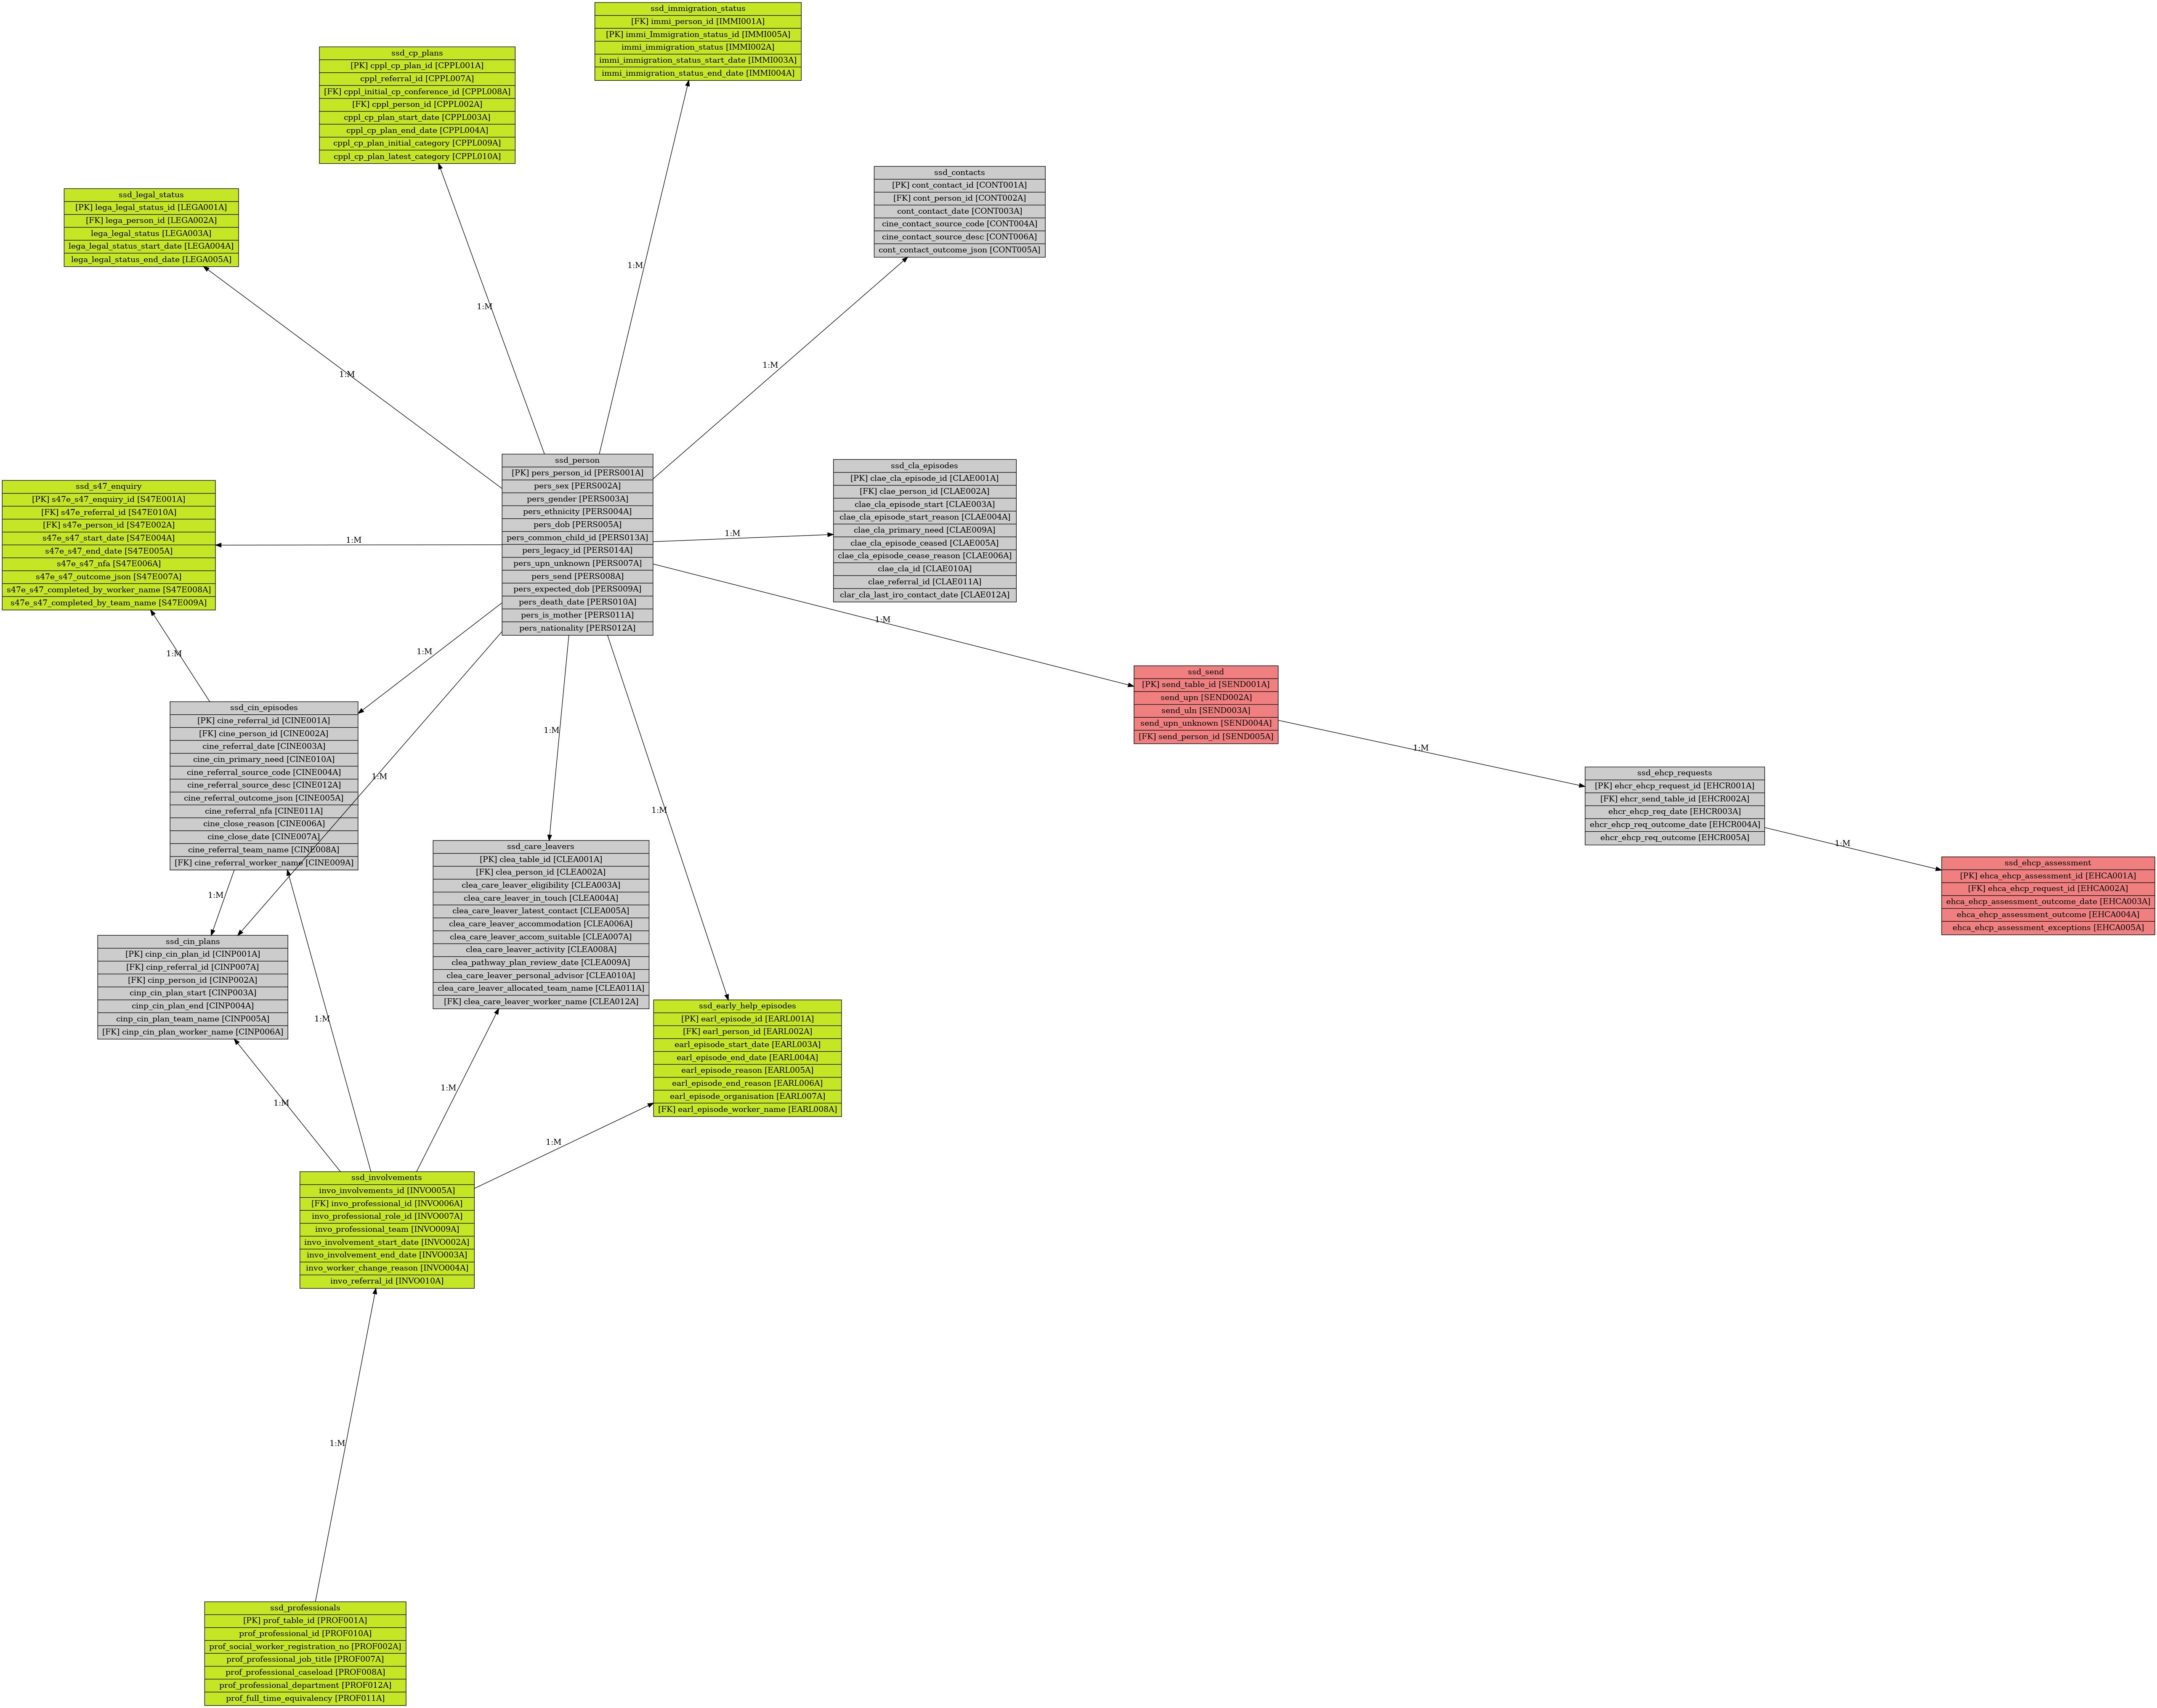 ssd_immigration_status
[FK] immi_person_id [IMMI001A]
[PK] immi_Immigration_status_id [IMMI005A]
immi_immigration_status [IMMI002A]
immi_immigration_status_start_date [IMMI003A]
immi_immigration_status_end_date [IMMI004A]
ssd_cp_plans
[PK] cppl_cp_plan_id [CPPL001A]
cppl_referral_id [CPPL007A]
[FK] cppl_initial_cp_conference_id [CPPL008A]
[FK] cppl_person_id [CPPL002A]
cppl_cp_plan_start_date [CPPL003A]
cppl_cp_plan_end_date [CPPL004A]
cppl_cp_plan_initial_category [CPPL009A]
cppl_cp_plan_latest_category [CPPL010A]
ssd_contacts
[PK] cont_contact_id [CONT001A]
[FK] cont_person_id [CONT002A]
cont_contact_date [CONT003A]
cine_contact_source_code [CONT004A]
cine_contact_source_desc [CONT006A]
cont_contact_outcome_json [CONT005A]
ssd_legal_status
[PK] lega_legal_status_id [LEGA001A]
[FK] lega_person_id [LEGA002A]
lega_legal_status [LEGA003A]
lega_legal_status_start_date [LEGA004A]
lega_legal_status_end_date [LEGA005A]
1:M
1:M
1:M
1:M
ssd_person
[PK] pers_person_id [PERS001A]
pers_sex [PERS002A]
pers_gender [PERS003A]
pers_ethnicity [PERS004A]
pers_dob [PERS005A]
pers_common_child_id [PERS013A]
pers_legacy_id [PERS014A]
pers_upn_unknown [PERS007A]
pers_send [PERS008A]
pers_expected_dob [PERS009A]
pers_death_date [PERS010A]
pers_is_mother [PERS011A]
pers_nationality [PERS012A]
ssd_cla_episodes
[PK] clae_cla_episode_id [CLAE001A]
[FK] clae_person_id [CLAE002A]
clae_cla_episode_start [CLAE003A]
clae_cla_episode_start_reason [CLAE004A]
clae_cla_primary_need [CLAE009A]
clae_cla_episode_ceased [CLAE005A]
clae_cla_episode_cease_reason [CLAE006A]
clae_cla_id [CLAE010A]
clae_referral_id [CLAE011A]
clar_cla_last_iro_contact_date [CLAE012A]
ssd_s47_enquiry
[PK] s47e_s47_enquiry_id [S47E001A]
[FK] s47e_referral_id [S47E010A]
[FK] s47e_person_id [S47E002A]
s47e_s47_start_date [S47E004A]
s47e_s47_end_date [S47E005A]
s47e_s47_nfa [S47E006A]
s47e_s47_outcome_json [S47E007A]
s47e_s47_completed_by_worker_name [S47E008A]
s47e_s47_completed_by_team_name [S47E009A]
1:M
1:M
1:M
1:M
1:M
ssd_send
[PK] send_table_id [SEND001A]
send_upn [SEND002A]
send_uln [SEND003A]
send_upn_unknown [SEND004A]
[FK] send_person_id [SEND005A]
ssd_cin_episodes
[PK] cine_referral_id [CINE001A]
[FK] cine_person_id [CINE002A]
cine_referral_date [CINE003A]
cine_cin_primary_need [CINE010A]
cine_referral_source_code [CINE004A]
cine_referral_source_desc [CINE012A]
cine_referral_outcome_json [CINE005A]
cine_referral_nfa [CINE011A]
cine_close_reason [CINE006A]
cine_close_date [CINE007A]
cine_referral_team_name [CINE008A]
[FK] cine_referral_worker_name [CINE009A]
1:M
1:M
1:M
1:M
ssd_ehcp_requests
[PK] ehcr_ehcp_request_id [EHCR001A]
[FK] ehcr_send_table_id [EHCR002A]
ehcr_ehcp_req_date [EHCR003A]
ehcr_ehcp_req_outcome_date [EHCR004A]
ehcr_ehcp_req_outcome [EHCR005A]
1:M
ssd_ehcp_assessment
[PK] ehca_ehcp_assessment_id [EHCA001A]
[FK] ehca_ehcp_request_id [EHCA002A]
ehca_ehcp_assessment_outcome_date [EHCA003A]
ehca_ehcp_assessment_outcome [EHCA004A]
ehca_ehcp_assessment_exceptions [EHCA005A]
ssd_care_leavers
[PK] clea_table_id [CLEA001A]
[FK] clea_person_id [CLEA002A]
clea_care_leaver_eligibility [CLEA003A]
clea_care_leaver_in_touch [CLEA004A]
clea_care_leaver_latest_contact [CLEA005A]
clea_care_leaver_accommodation [CLEA006A]
clea_care_leaver_accom_suitable [CLEA007A]
clea_care_leaver_activity [CLEA008A]
clea_pathway_plan_review_date [CLEA009A]
clea_care_leaver_personal_advisor [CLEA010A]
clea_care_leaver_allocated_team_name [CLEA011A]
[FK] clea_care_leaver_worker_name [CLEA012A]
1:M
ssd_cin_plans
[PK] cinp_cin_plan_id [CINP001A]
[FK] cinp_referral_id [CINP007A]
[FK] cinp_person_id [CINP002A]
cinp_cin_plan_start [CINP003A]
cinp_cin_plan_end [CINP004A]
cinp_cin_plan_team_name [CINP005A]
[FK] cinp_cin_plan_worker_name [CINP006A]
ssd_early_help_episodes
[PK] earl_episode_id [EARL001A]
[FK] earl_person_id [EARL002A]
earl_episode_start_date [EARL003A]
earl_episode_end_date [EARL004A]
earl_episode_reason [EARL005A]
earl_episode_end_reason [EARL006A]
earl_episode_organisation [EARL007A]
[FK] earl_episode_worker_name [EARL008A]
1:M
1:M
1:M
1:M
ssd_involvements
invo_involvements_id [INVO005A]
[FK] invo_professional_id [INVO006A]
invo_professional_role_id [INVO007A]
invo_professional_team [INVO009A]
invo_involvement_start_date [INVO002A]
invo_involvement_end_date [INVO003A]
invo_worker_change_reason [INVO004A]
invo_referral_id [INVO010A]
1:M
ssd_professionals
[PK] prof_table_id [PROF001A]
prof_professional_id [PROF010A]
prof_social_worker_registration_no [PROF002A]
prof_professional_job_title [PROF007A]
prof_professional_caseload [PROF008A]
prof_professional_department [PROF012A]
prof_full_time_equivalency [PROF011A]